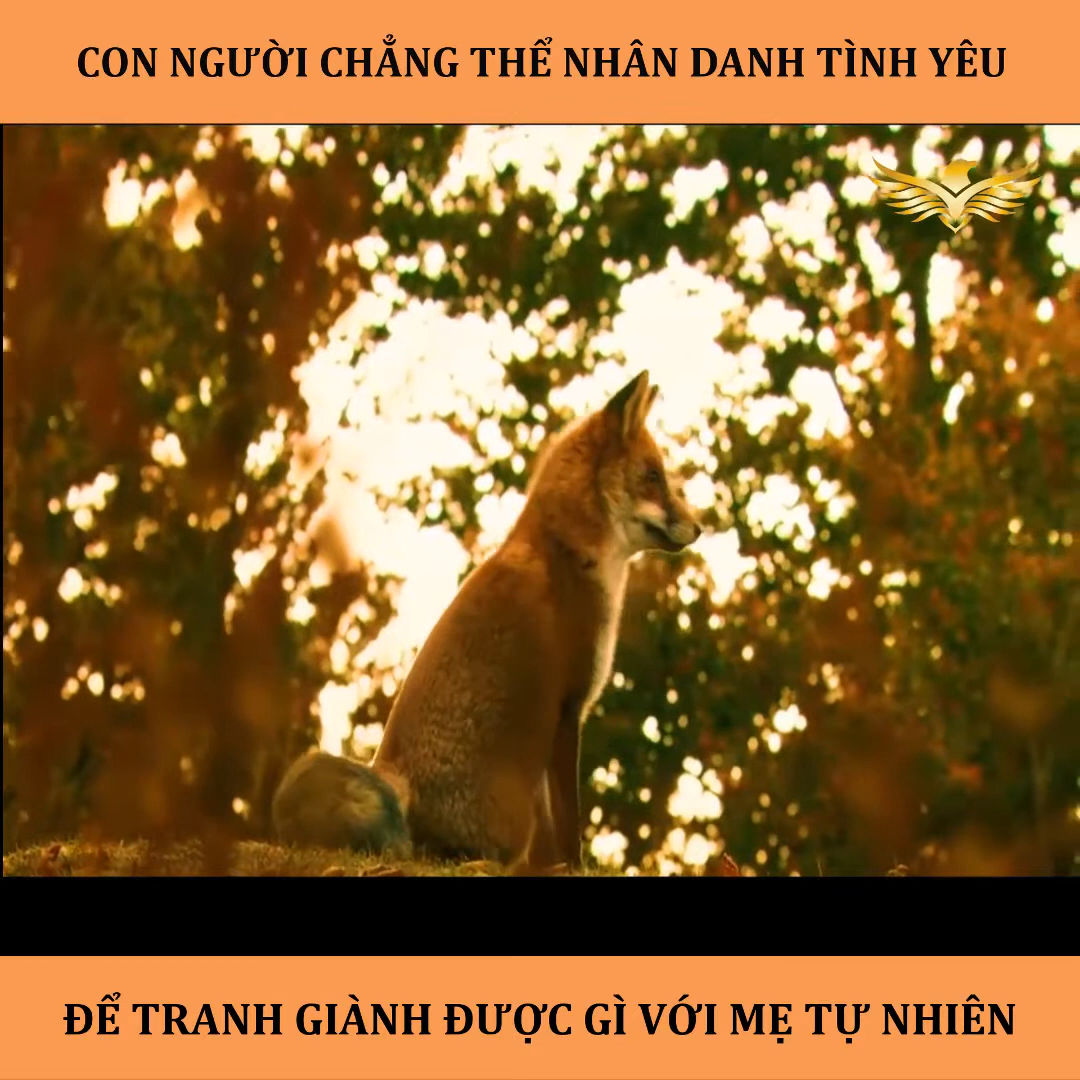 CON NGƯỜI CHẲNG THỂ NHÂN DANH TÌNH YÊU
ĐỂ TRANH GIÀNH ĐƯỢC GÌ VỚI MẸ TỰ NHIÊN